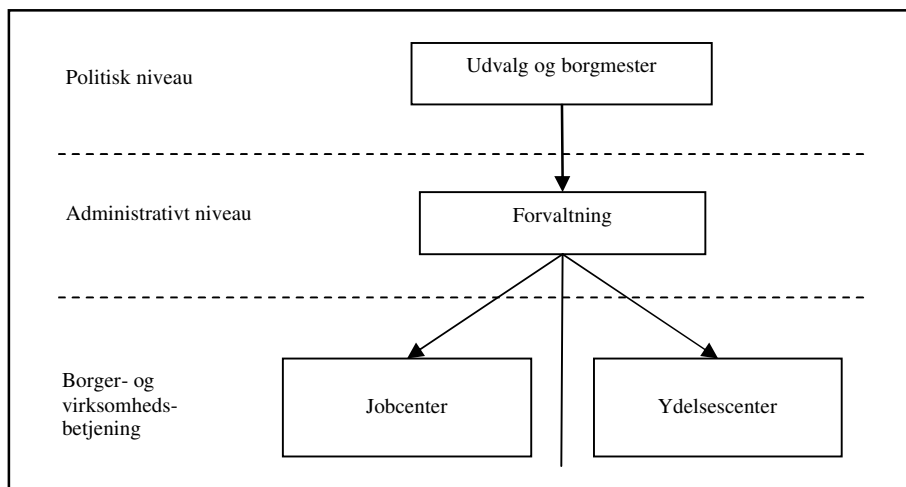 Politisk niveau
Udvalg og borgmester
Administrativt niveau
Forvaltning
Borger- og
virksomheds-
betjening
Jobcenter
Ydelsescenter